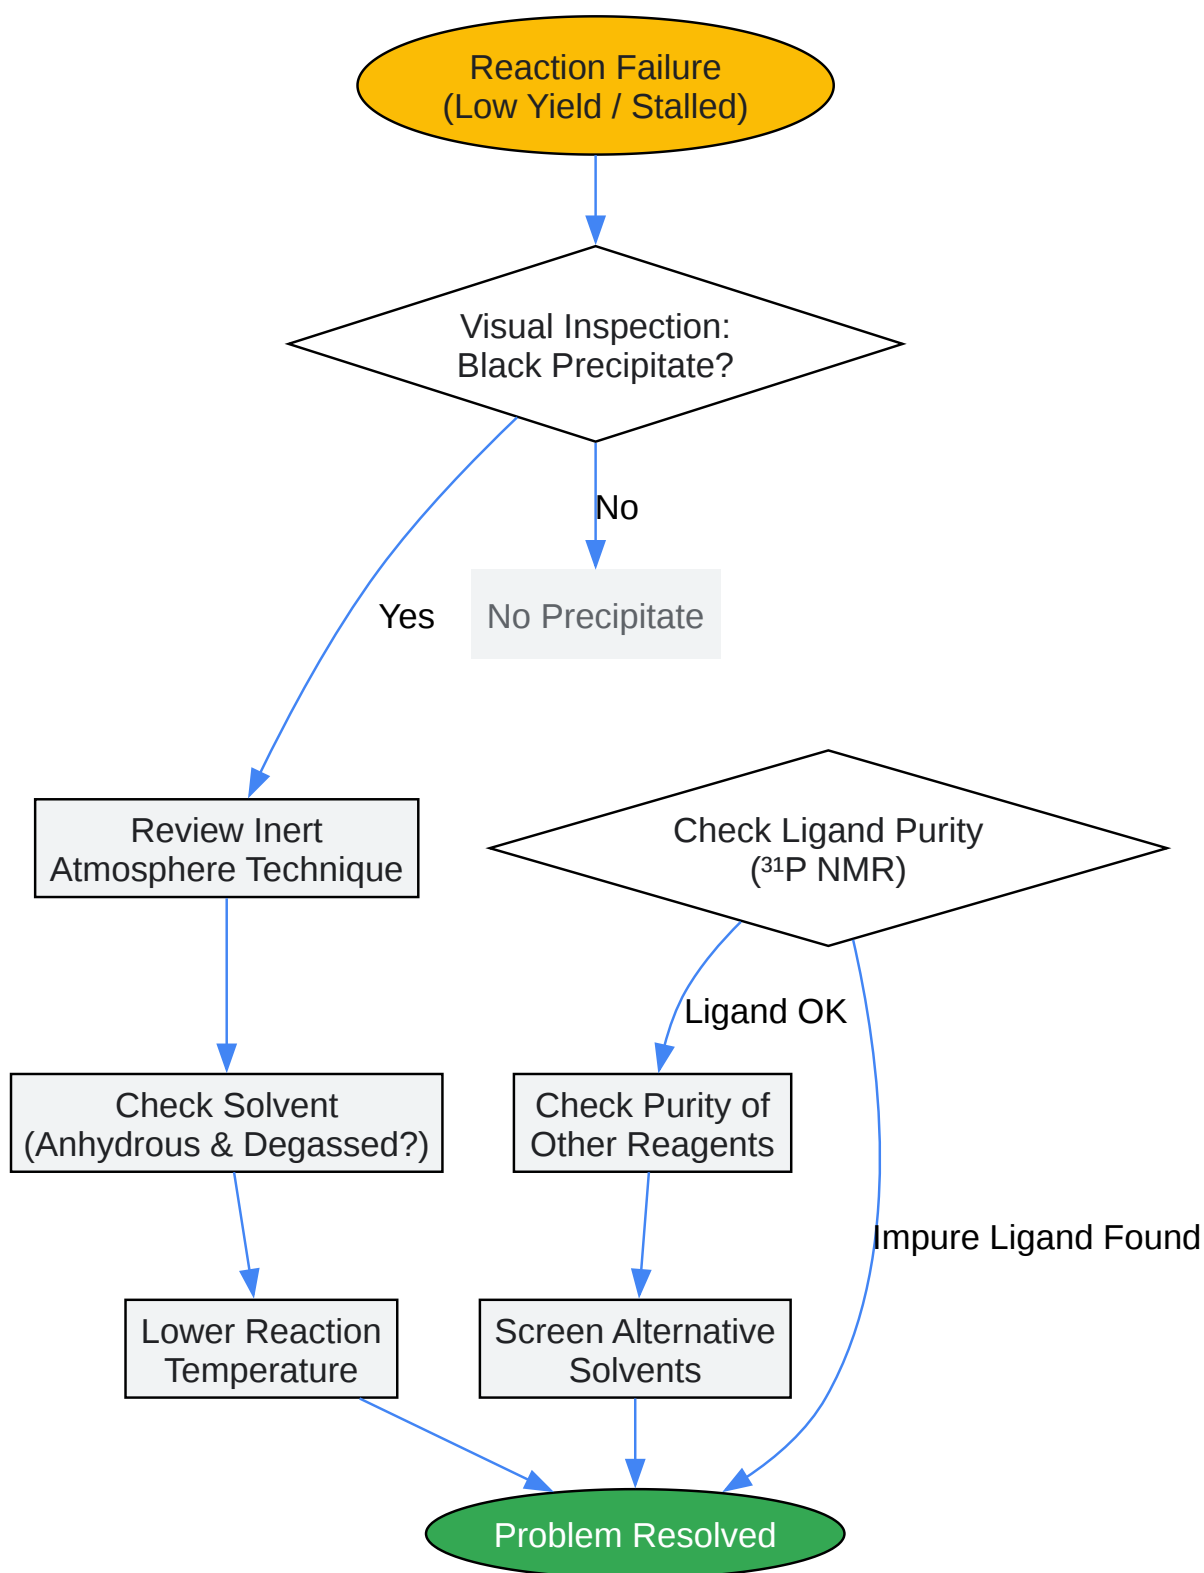 Reaction Failure
(Low Yield / Stalled)
Visual Inspection:
Black Precipitate?
No
Yes
No Precipitate
Review Inert
Atmosphere Technique
Check Ligand Purity
(³¹P NMR)
Ligand OK
Check Solvent
(Anhydrous & Degassed?)
Check Purity of
Other Reagents
Impure Ligand Found
Lower Reaction
Temperature
Screen Alternative
Solvents
Problem Resolved